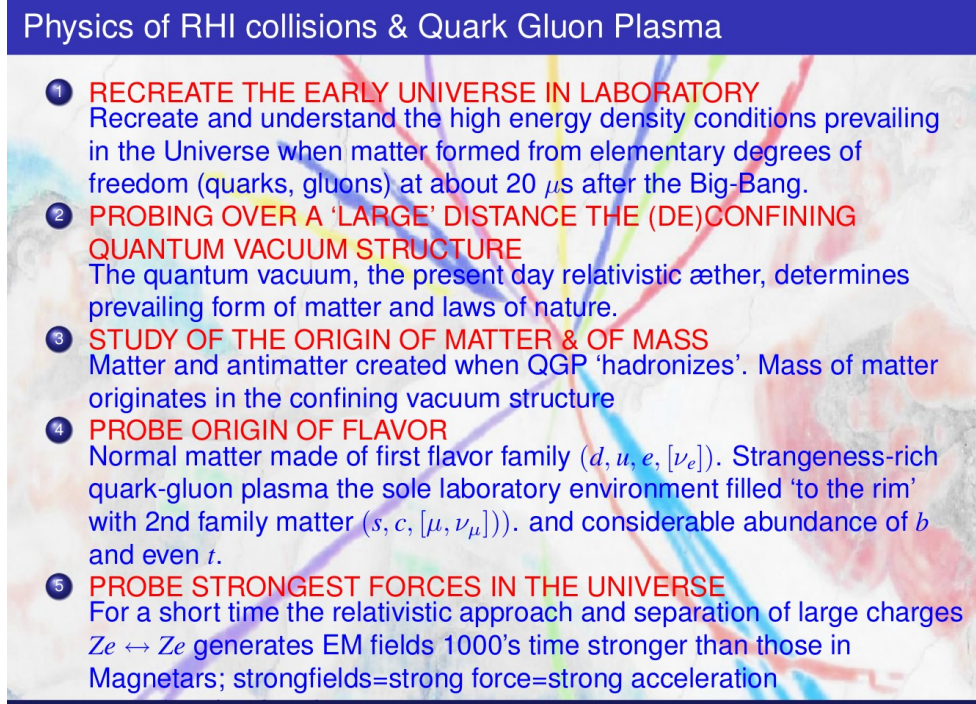 Physics of RHI collisions & Quark Gluon Plasma
1 RECREATE THE EARLY UNIVERSE IN LABORATORY
Recreate and understand the high energy density conditions prevailing
in the Universe when matter formed from elementary degrees of
freedom (quarks, gluons) at about 20 μs after the Big-Bang.
2 PROBING OVER A ‘LARGE’ DISTANCE THE (DE)CONFINING
QUANTUM VACUUM STRUCTURE
The quantum vacuum, the present day relativistic æther, determines
prevailing form of matter and laws of nature.
3 STUDY OF THE ORIGIN OF MATTER & OF MASS
Matter and antimatter created when QGP ‘hadronizes’. Mass of matter
originates in the confining vacuum structure
4 PROBE ORIGIN OF FLAVOR
Normal matter made of first flavor family (d, u, e, [νe]). Strangeness-rich
quark-gluon plasma the sole laboratory environment filled ‘to the rim’
with 2nd family matter (s, c, [μ, νμ])). and considerable abundance of b
and even t.
5 PROBE STRONGEST FORCES IN THE UNIVERSE
For a short time the relativistic approach and separation of large charges
Ze ↔ Ze generates EM fields 1000’s time stronger than those in
Magnetars; strongfields=strong force=strong acceleration